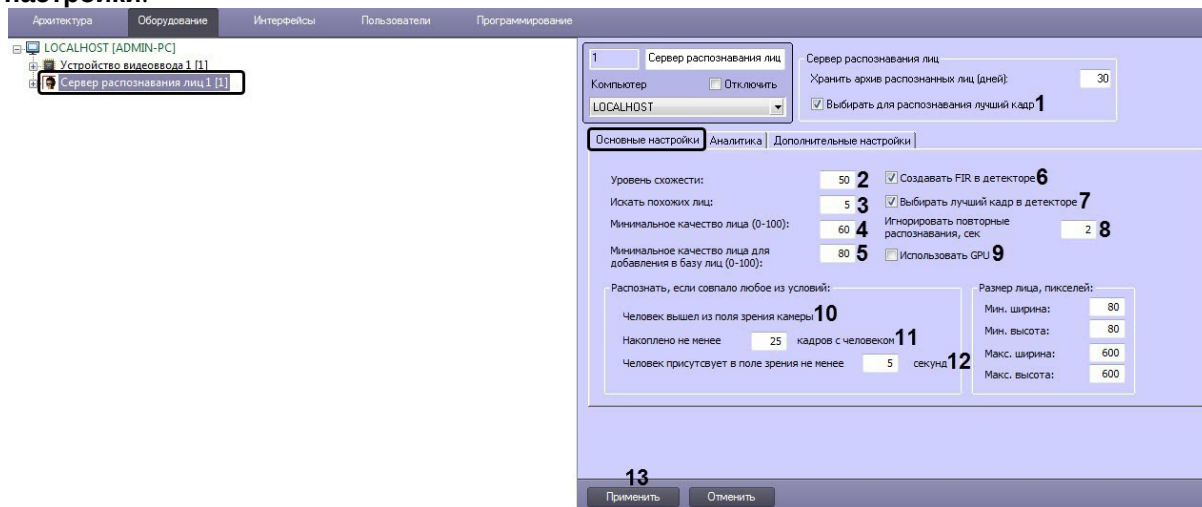 настройки.
Архитектура Оборудование Интерфейсы Пользователи Программирование
LOCALHOST [ADMIN-PC]
Устройство видеоввода 1 [1]
Сервер распознавания лиц 1 [1]
1 Сервер распознавания лиц
Компьютер Отключить
LOCALHOST
Сервер распознавания лиц
Хранить архив распознанных лиц (дней): 30
Выбирать для распознавания лучший кадр 1
Основные настройки Аналитика Дополнительные настройки
Уровень схожести: 50 2 Создавать FIR в детекторе 6
Искать похожих лиц: 5 3 Выбирать лучший кадр в детекторе 7
Минимальное качество лица (0-100): 60 4 Игнорировать повторные
распознавания, сек 2 8
Минимальное качество лица для
добавления в базу лиц (0-100): 80 5 Использовать GPU 9
Распознать, если совпало любое из условий:
Человек вышел из поля зрения камеры 10
Накоплено не менее 25 кадров с человеком 11
Человек присутсвует в поле зрения не менее 5 секунд 12
Размер лица, пикселей:
Мин. ширина: 80
Мин. высота: 80
Макс. ширина: 600
Макс. высота: 600
13
Применить Отменить